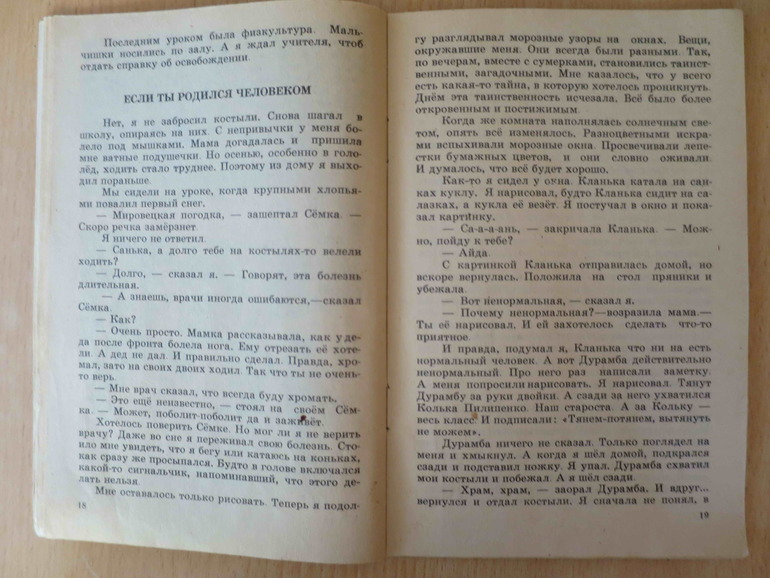 Последним уроком была физкультура. Маль-
чишки носились по залу. А я ждал учителя, чтоб
отдать справку об освобождении.
ЕСЛИ ТЫ РОДИЛСЯ ЧЕЛОВЕКОМ
Нет, я не забросил костыли. Снова шагал в
школу, опираясь на них. С непривычки у меня бо-
лело под мышками. Мама догадалась и пришила
мне ватные подушечки. Но осенью, особенно в голо-
лёд, ходить стало труднее. Поэтому из дому я выхо-
дил пораньше.
Мы сидели на уроке, когда крупными хлопья-
ми повалил первый снег.
— Мировецкая погодка, — зашептал Сёмка. —
Скоро речка замёрзнет.
Я ничего не ответил.
— Санька, а долго тебе на костылях-то велели
ходить?
— Долго, — сказал я. — Говорят, эта болезнь
длительная.
— А знаешь, врачи иногда ошибаются,—сказал
Сёмка.
— Как?
— Очень просто. Мамка рассказывала, как у де-
да после фронта болела нога. Ему отрезать её хоте-
ли. А дед не дал. И правильно сделал. Правда, хро-
мал, зато на своих двоих ходил. Так что ты не очень-
то верь.
— Мне врач сказал, что всегда буду хромать,
— Это ещё неизвестно, — стоял на своём Сём-
ка. — Может, поболит-поболит да и заживёт.
Хотелось поверить Сёмке. Но мог ли я не верить
врачу? Даже во сне я переживал свою болезнь. Сто-
ило мне увидеть, что я бегу или катаюсь на коньках,
как сразу же просыпался. Будто в голове включался
какой-то сигнальчик, напоминавший, что этого де-
лать нельзя.
Мне оставалось только рисовать. Теперь я подол-
18
гу разглядывал морозные узоры на окнах. Вещи,
окружавшие меня. Они всегда были разными. Так,
по вечерам, вместе с сумерками, становились таинст-
венными, загадочными. Мне казалось, что у всего
есть какая-то тайна, в которую хотелось проникнуть.
Днём эта таинственность исчезала. Всё было более
откровенным и постижимым.
Когда же комната наполнялась солнечным све-
том, опять всё изменялось. Разноцветными искра-
ми вспыхивали морозные окна. Просвечивали лепе-
стки бумажных цветов, и они словно оживали.
И думалось, что всё будет хорошо.
Как-то я сидел у окна. Кланька катала на сан-
ках куклу. Я нарисовал, будто Кланька сидит на са-
лазках, а кукла её везёт. Я постучал в окно и пока-
зал картинку.
— Са-а-а-ань, — закричала Кланька. — Мож-
но, пойду к тебе?
— Айда.
С картинкой Кланька отправилась домой, но
вскоре вернулась. Положила на стол пряники и
убежала.
— Вот ненормальная, — сказал я.
— Почему ненормальная?—возразила мама.—
Ты её нарисовал. И ей захотелось сделать что-то
приятное.
И правда, подумал я, Кланька что ни на есть
нормальный человек. А вот Дурамба действительно
ненормальный. Про него раз написали заметку.
А меня попросили нарисовать. Я нарисовал. Тянут
Дурамбу за руки двойки. А сзади за него ухватился
Колька Пилипенко. Наш староста. А за Кольку —
весь класс. И подписали: «Тянем-потянем, вытянуть
не можем».
Дурамба ничего не сказал. Только поглядел на
меня и хмыкнул. А когда я шёл домой, подкрался
сзади и подставил ножку. Я упал. Дурамба схватил
мои костыли и побежал. А я шёл сзади.
— Храм, храм, — заорал Дурамба. И вдруг...
вернулся и отдал костыли. Я сначала не понял, в
19